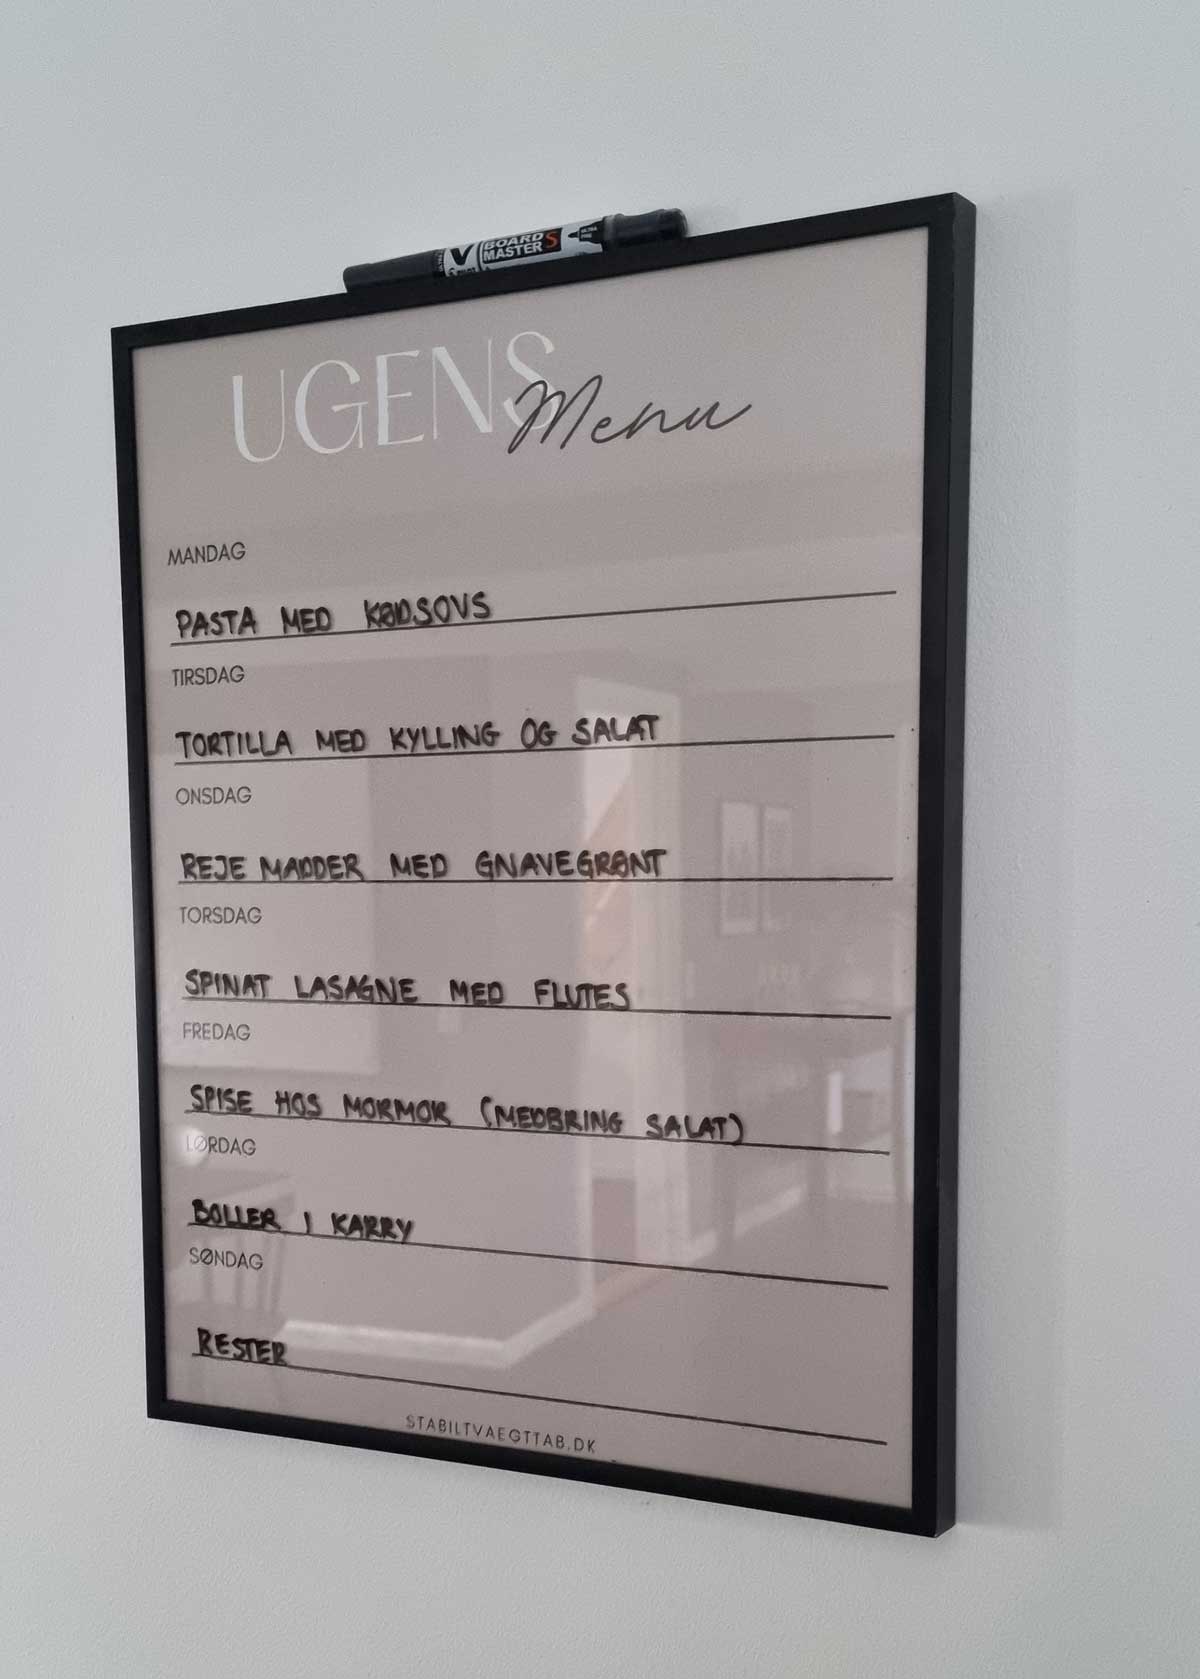 BOARD S
MASTER
UGENS
Menu
MANDAG
PASTA MED KØDSOVS
TIRSDAG
TORTILLA MED KYLLING OG SALAT
ONSDAG
REJE MADDER MED GNAVEGRØNT
TORSDAG
SPINAT LASAGNE MED FLUTES
FREDAG
SPISE HOS MORMOR (MEDBRING SALAT)
LØRDAG
BOLLER I KARRY
SØNDAG
RESTER
STABILTVAEGTTAB.DK